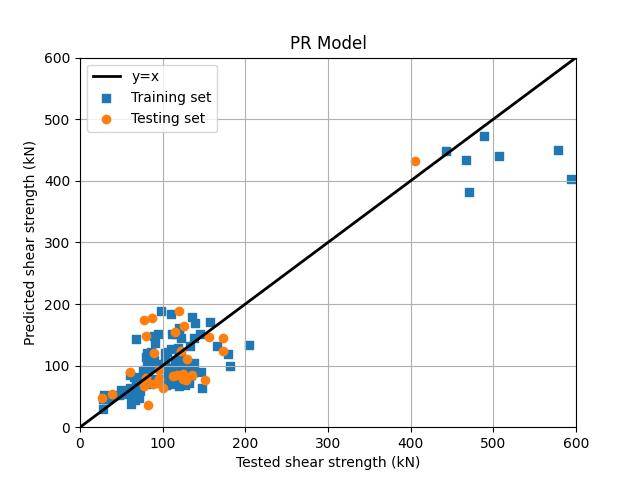 PR Model
y=x
Training set
Testing set
Predicted shear strength (kN)
600
500
400
300
200
100
0
0 100 200 300 400 500 600
Tested shear strength (kN)